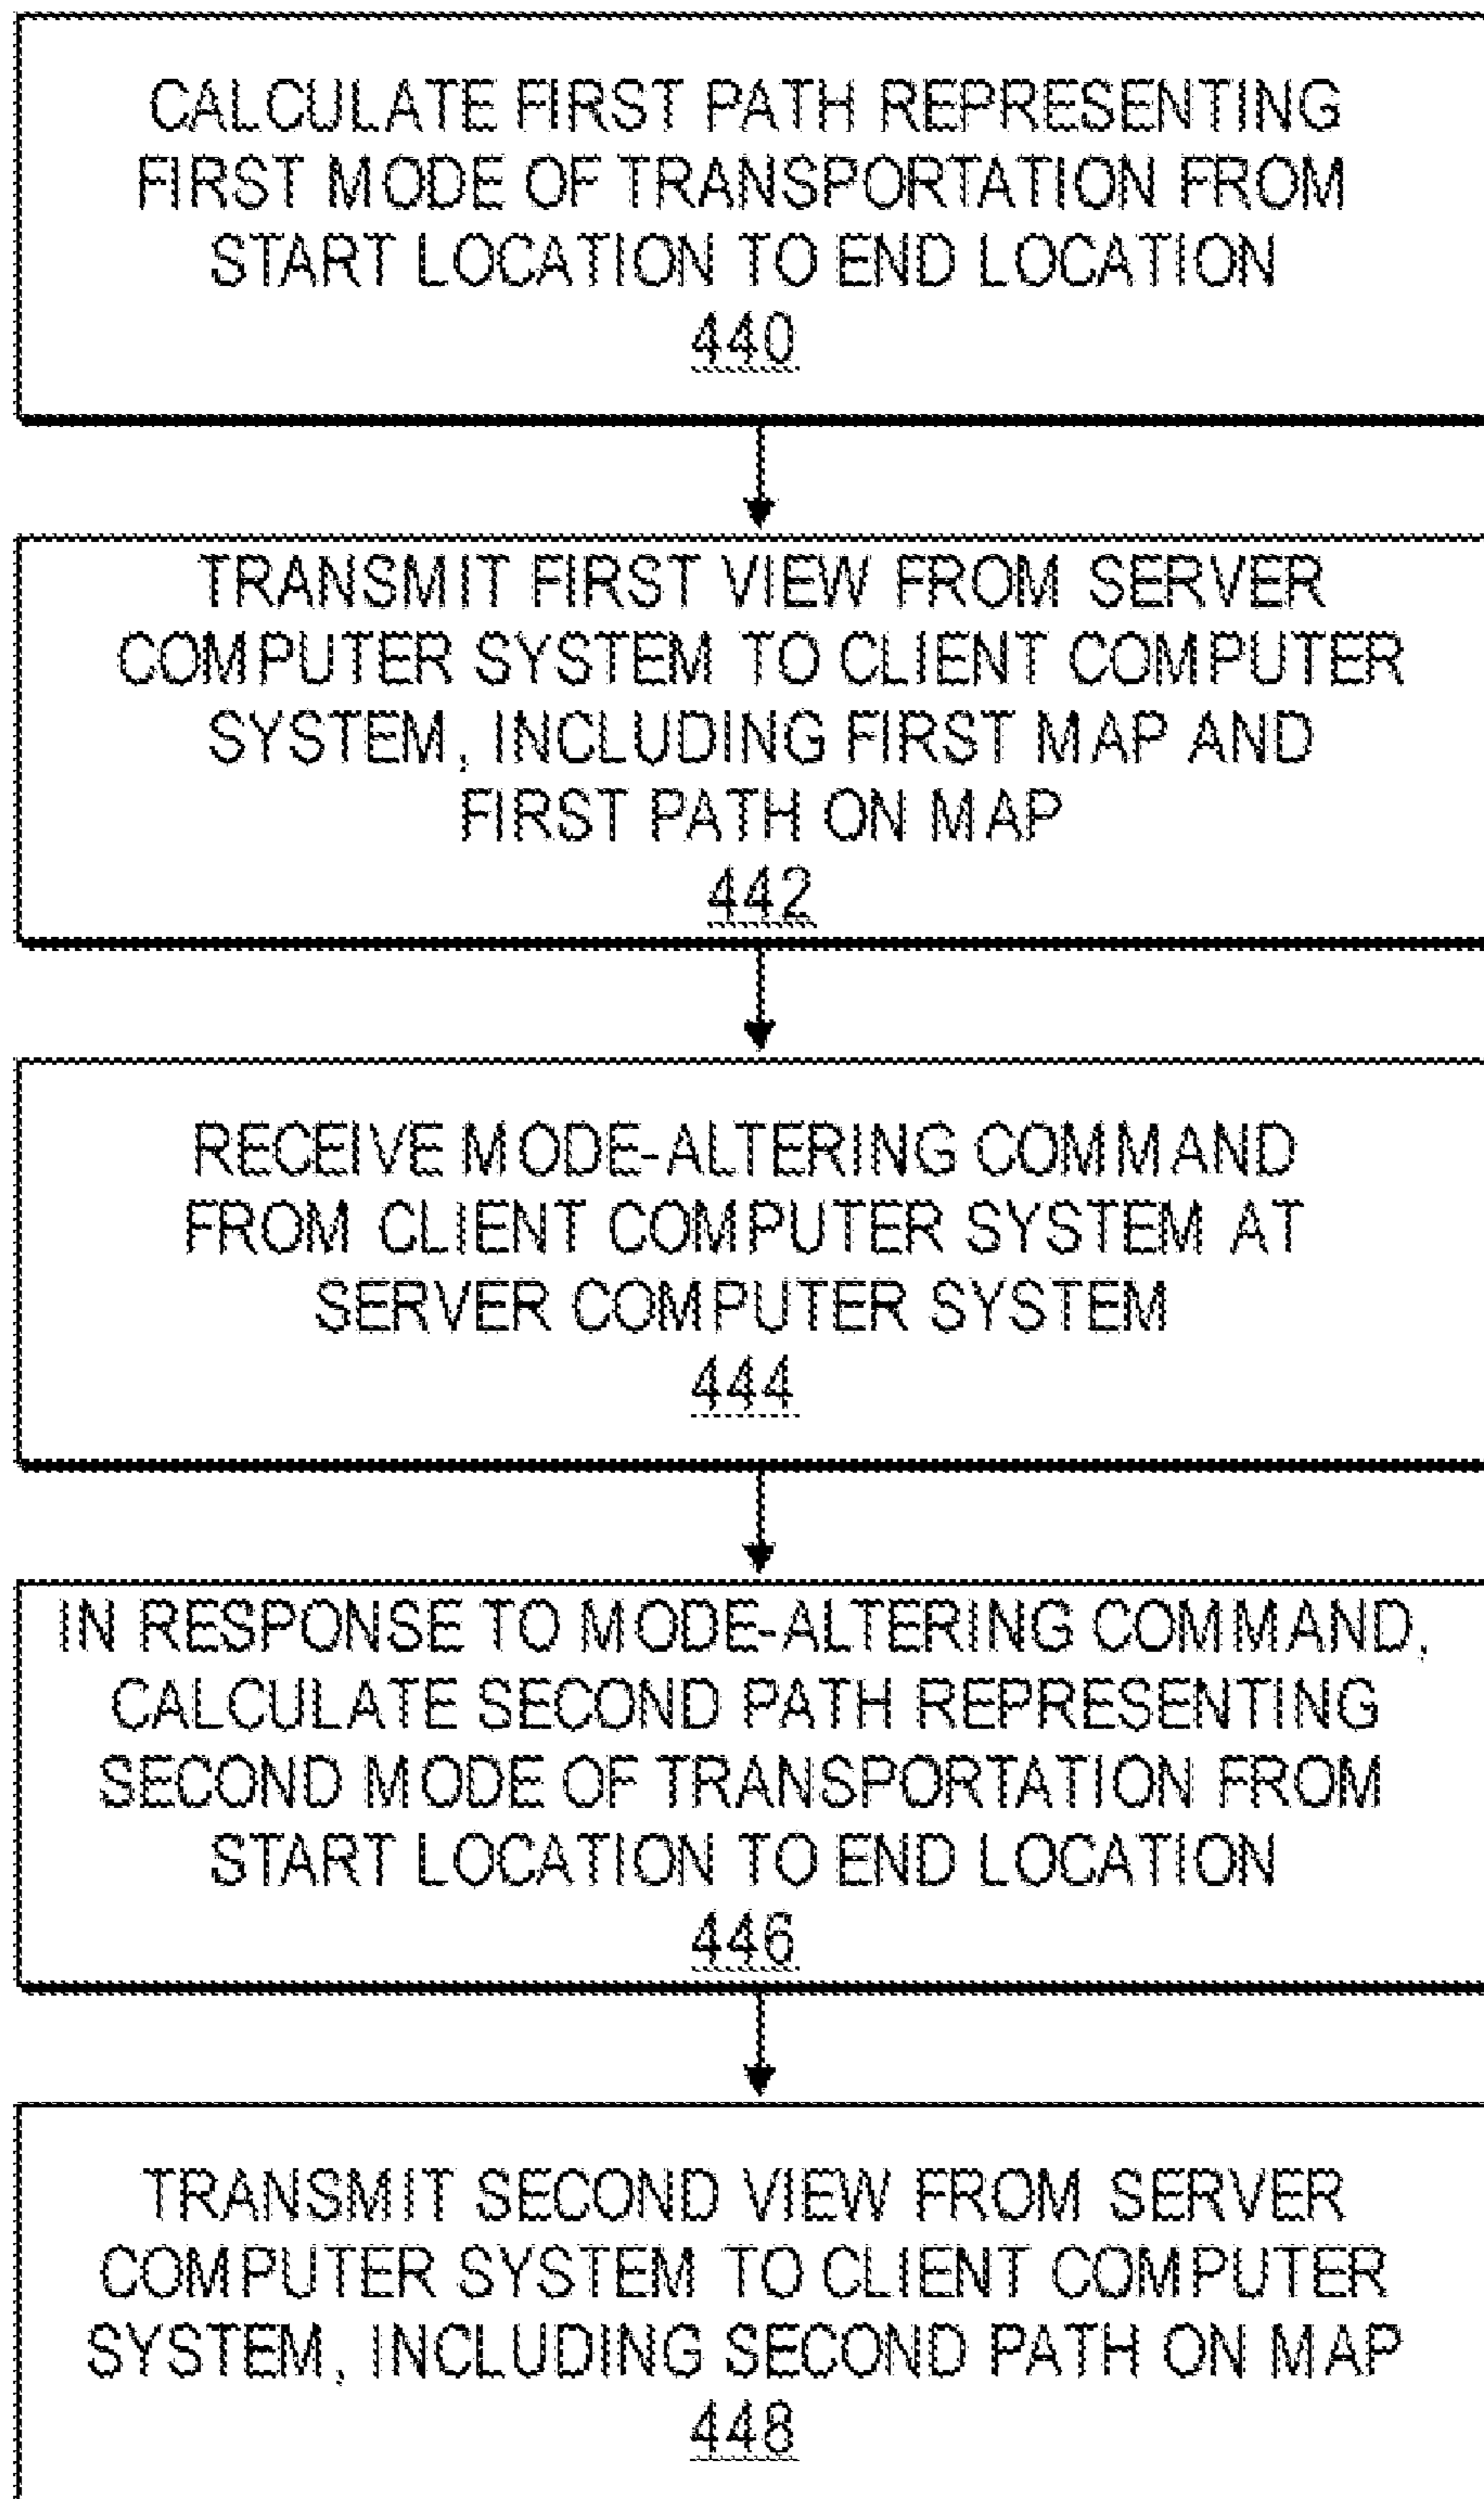 CALCULATE FIRST PATH REPRESENTING
FIRST MODE OF TRANSPORTATION FROM
START LOCATION TO END LOCATION
440
TRANSMIT FIRST VIEW FROM SERVER
COMPUTER SYSTEM TO CLIENT COMPUTER
SYSTEM, INCLUDING FIRST MAP AND
FIRST PATH ON MAP
442
RECEIVE MODE-ALTERING COMMAND
FROM CLIENT COMPUTER SYSTEM AT
SERVER COMPUTER SYSTEM
444
IN RESPONSE TO MODE-ALTERING COMMAND,
CALCULATE SECOND PATH REPRESENTING
SECOND MODE OF TRANSPORTATION FROM
START LOCATION TO END LOCATION
446
TRANSMIT SECOND VIEW FROM SERVER
COMPUTER SYSTEM TO CLIENT COMPUTER
SYSTEM, INCLUDING SECOND PATH ON MAP
448